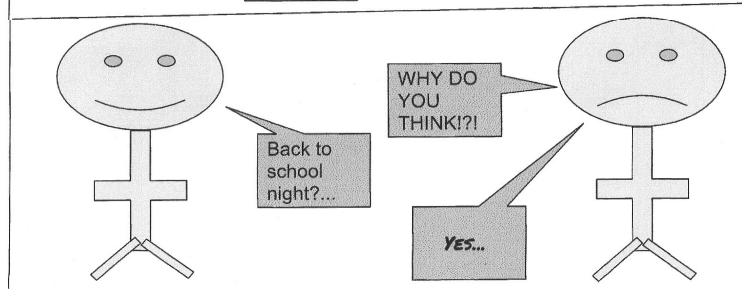 Back to
school
night?...
WHY DO
YOU
THINK!?!
YES...